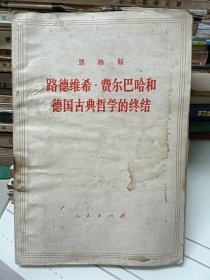 恩格斯
路德维希·费尔巴哈和
德国古典哲学的终结
人民出版社